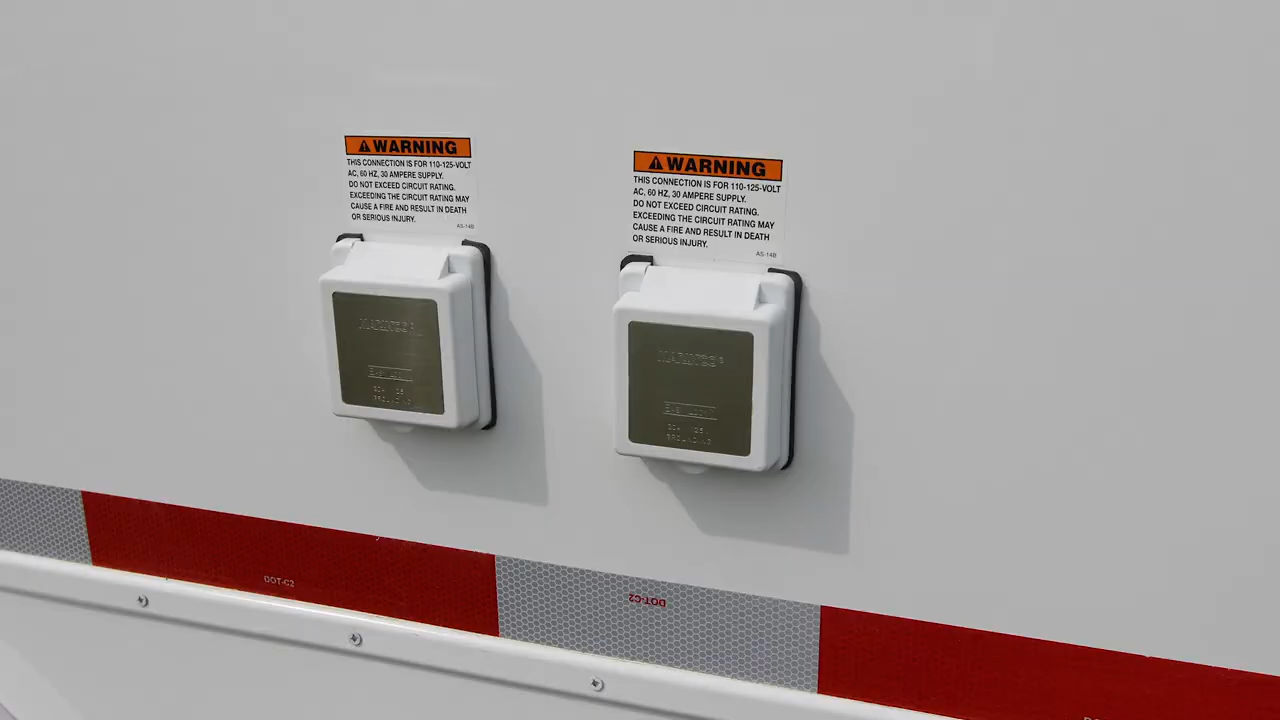 ⚠WARNING
THIS CONNECTION IS FOR 110-125-VOLT
AC, 60 HZ, 30 AMPERE SUPPLY.
DO NOT EXCEED CIRCUIT RATING.
EXCEEDING THE CIRCUIT RATING MAY
CAUSE A FIRE AND RESULT IN DEATH
OR SERIOUS INJURY.
AS-14B
⚠WARNING
THIS CONNECTION IS FOR 110-125-VOLT
AC, 60 HZ, 30 AMPERE SUPPLY.
DO NOT EXCEED CIRCUIT RATING.
EXCEEDING THE CIRCUIT RATING MAY
CAUSE A FIRE AND RESULT IN DEATH
OR SERIOUS INJURY.
AS-14B
GROUNDING
GROUNDING
DOT-C2
DOT-C2